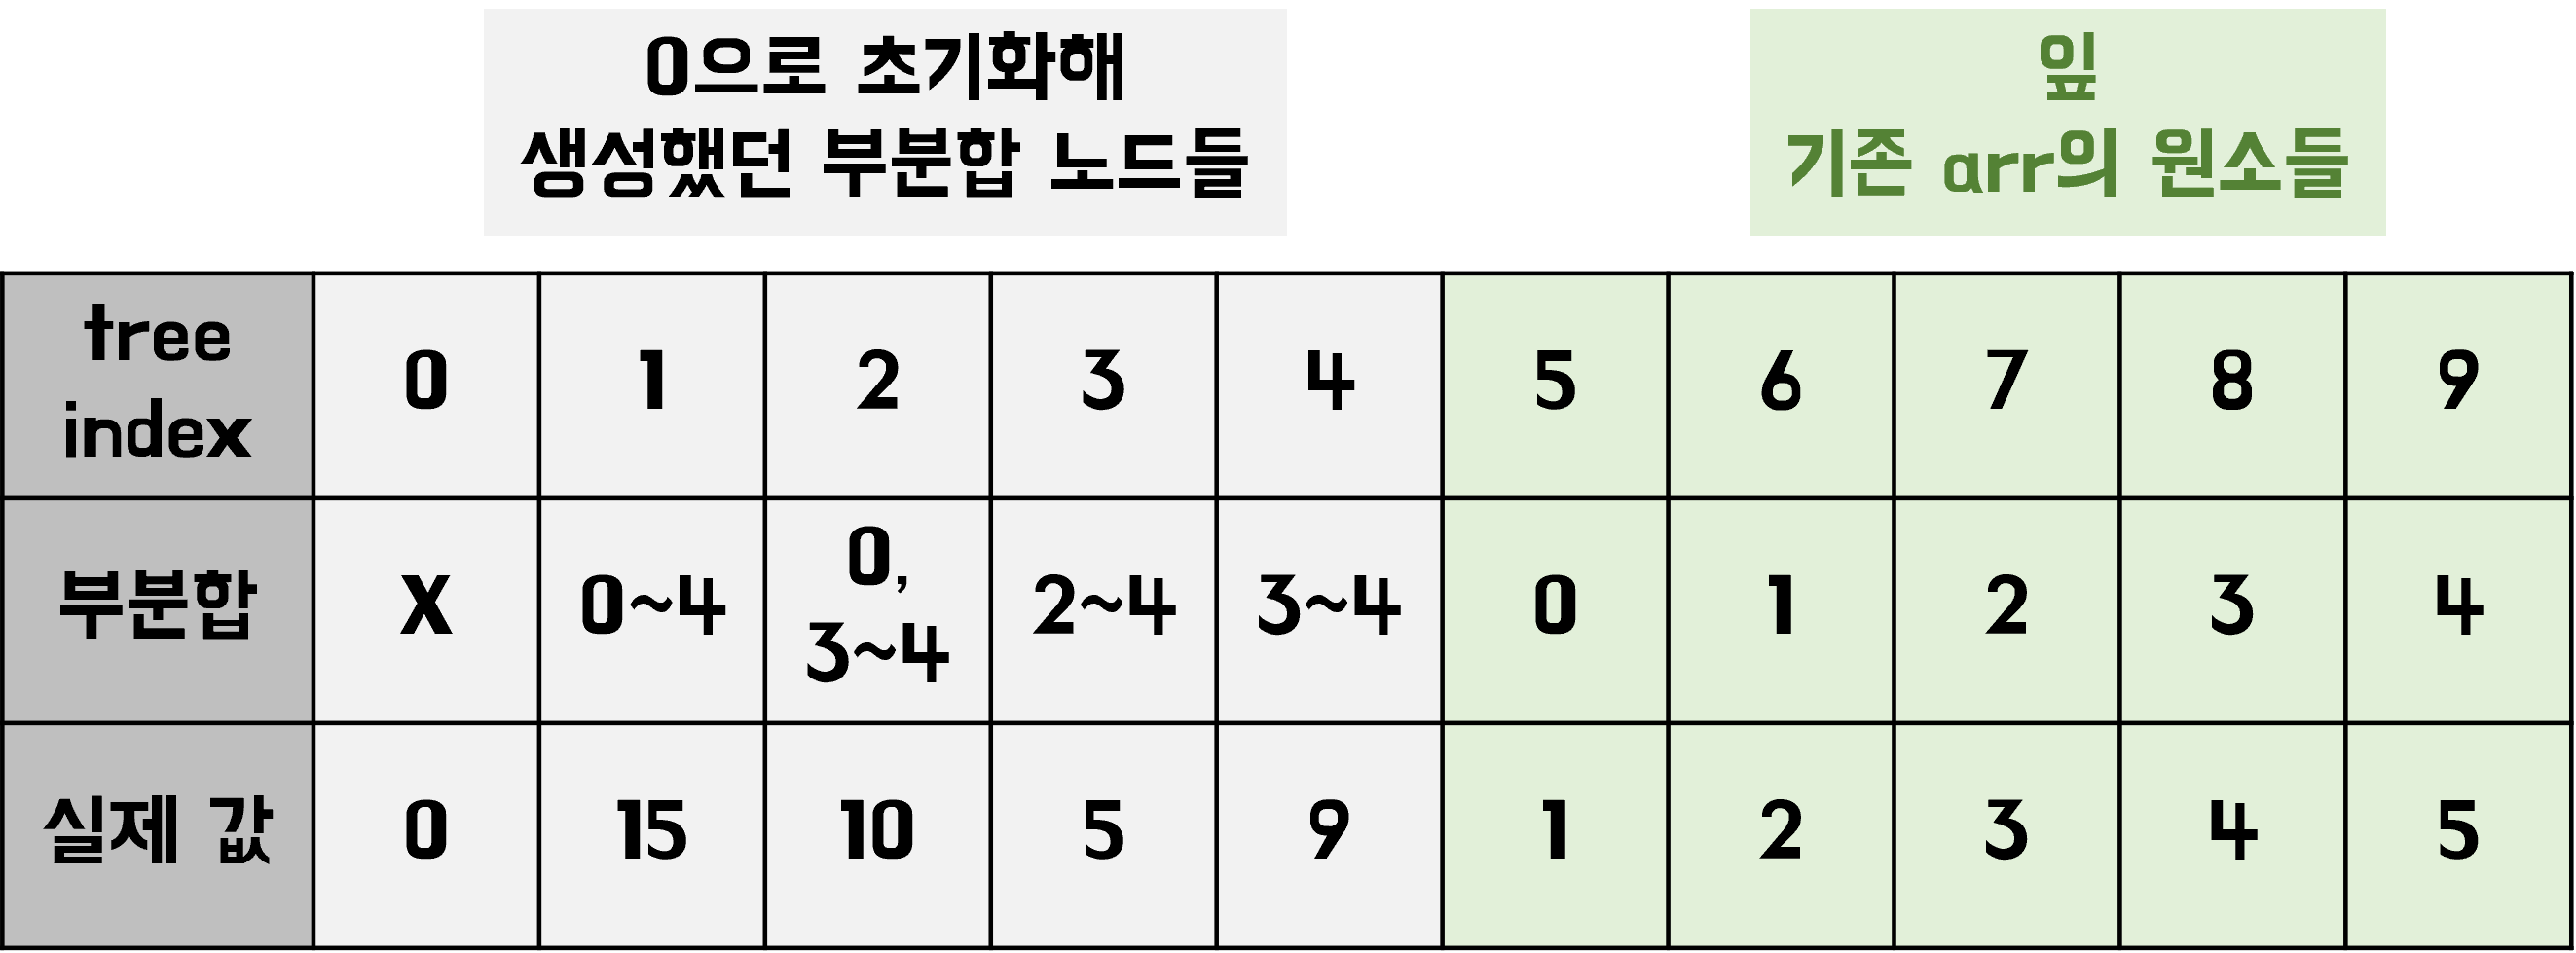 0으로 초기화해
생성했던 부분합 노드들
잎
기존 arr의 원소들
tree
index
0 1 2 3 4 5 6 7 8 9
부분합
X 0~4 0,
3~4 2~4 3~4 0 1 2 3 4
실제 값 0 15 10 5 9 1 2 3 4 5